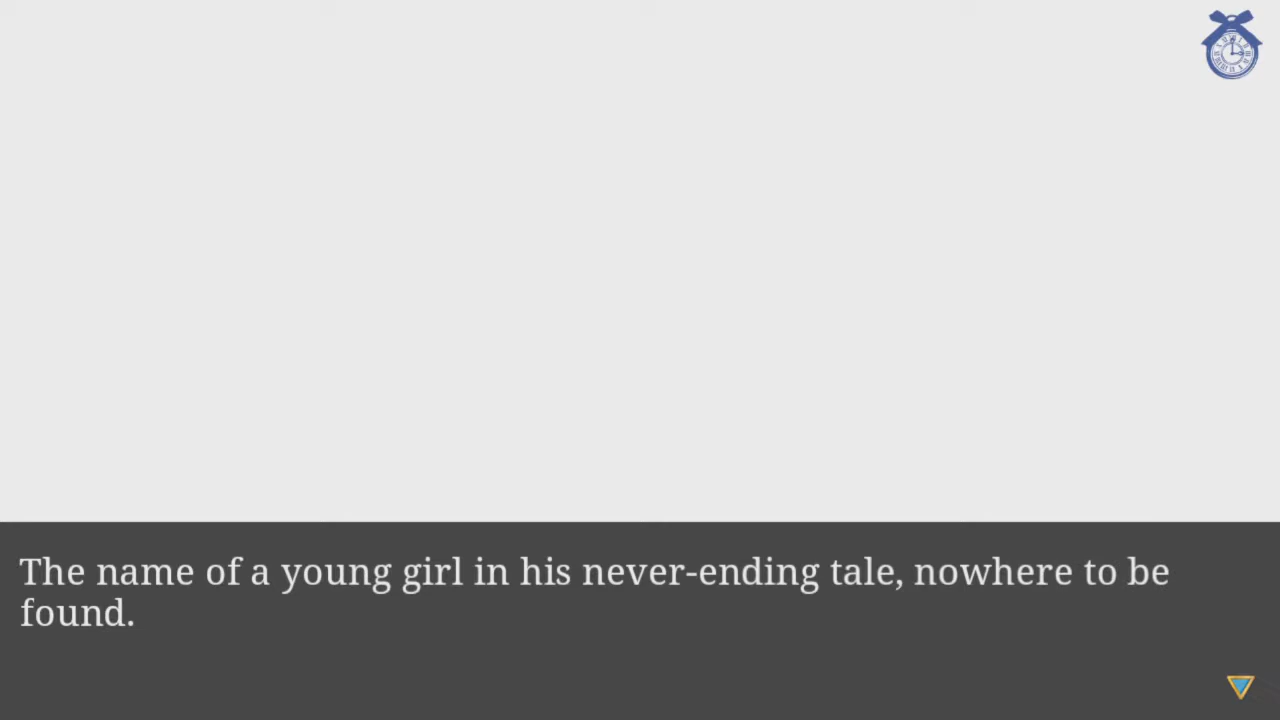 The name of a young girl in his never-ending tale, nowhere to be
found.